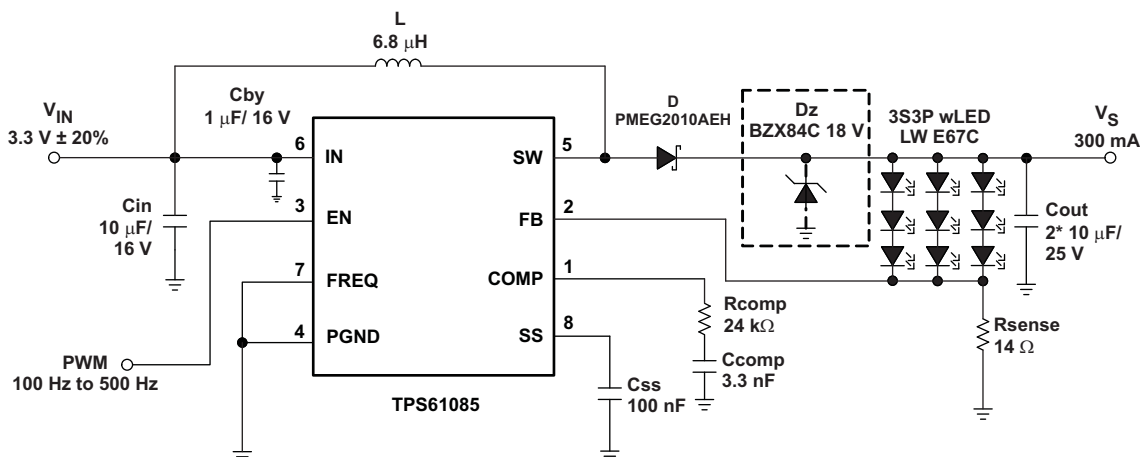 L
6.8 μH
VIN
3.3 V ± 20%
Cby
1 μF/ 16 V
D
PMEG2010AEH
Dz
BZX84C 18 V
3S3P wLED
LW E67C
VS
300 mA
6
IN
SW
5
Cin
10 μF/
16 V
3
EN
FB
2
Cout
2* 10 μF/
25 V
7
FREQ
COMP
1
Rcomp
24 kΩ
4
PGND
SS
8
Rsense
14 Ω
PWM
100 Hz to 500 Hz
Ccomp
3.3 nF
Css
100 nF
TPS61085